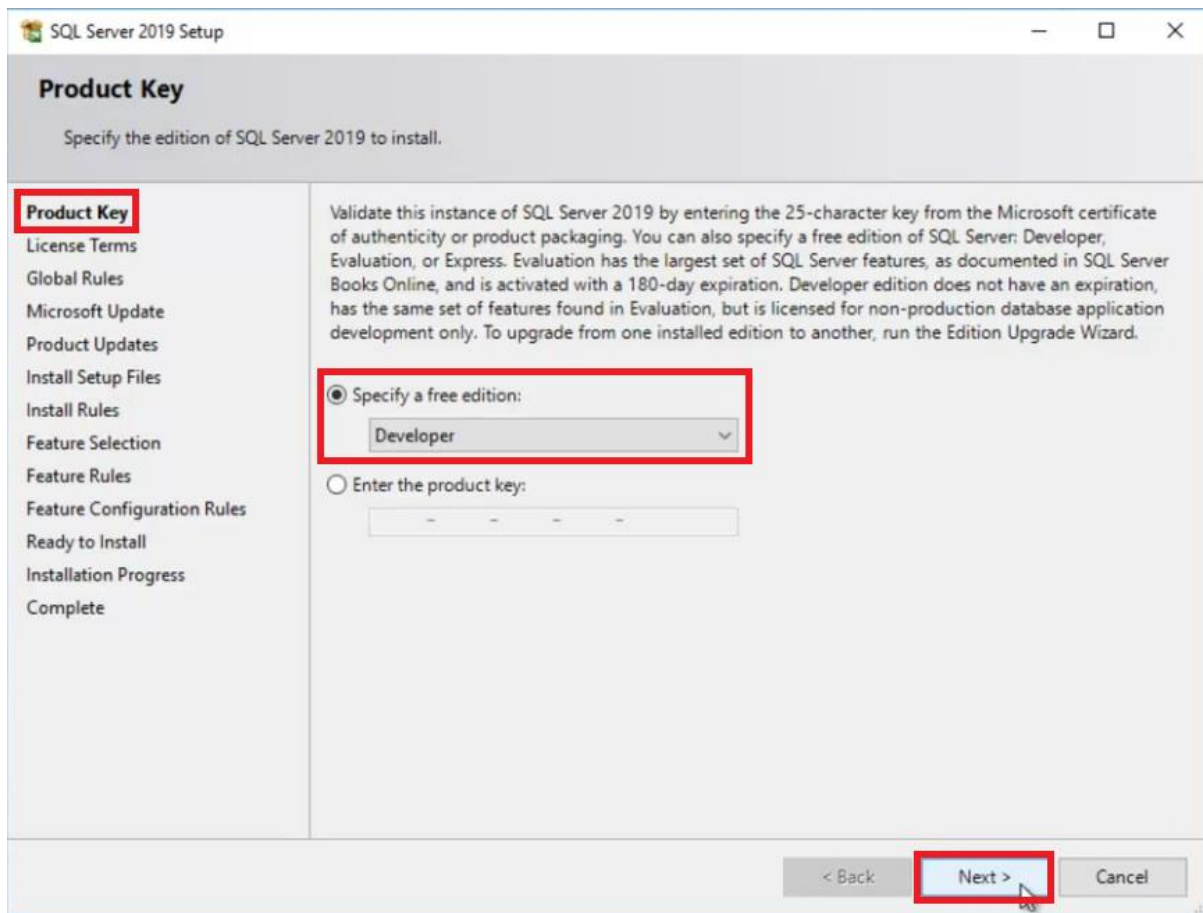 SQL Server 2019 Setup
Product Key
Specify the edition of SQL Server 2019 to install.
Product Key
License Terms
Global Rules
Microsoft Update
Product Updates
Install Setup Files
Install Rules
Feature Selection
Feature Rules
Feature Configuration Rules
Ready to Install
Installation Progress
Complete
Validate this instance of SQL Server 2019 by entering the 25-character key from the Microsoft certificate
of authenticity or product packaging. You can also specify a free edition of SQL Server: Developer,
Evaluation, or Express. Evaluation has the largest set of SQL Server features, as documented in SQL Server
Books Online, and is activated with a 180-day expiration. Developer edition does not have an expiration,
has the same set of features found in Evaluation, but is licensed for non-production database application
development only. To upgrade from one installed edition to another, run the Edition Upgrade Wizard.
Specify a free edition:
Developer
Enter the product key:
- - - -
< Back Next > Cancel